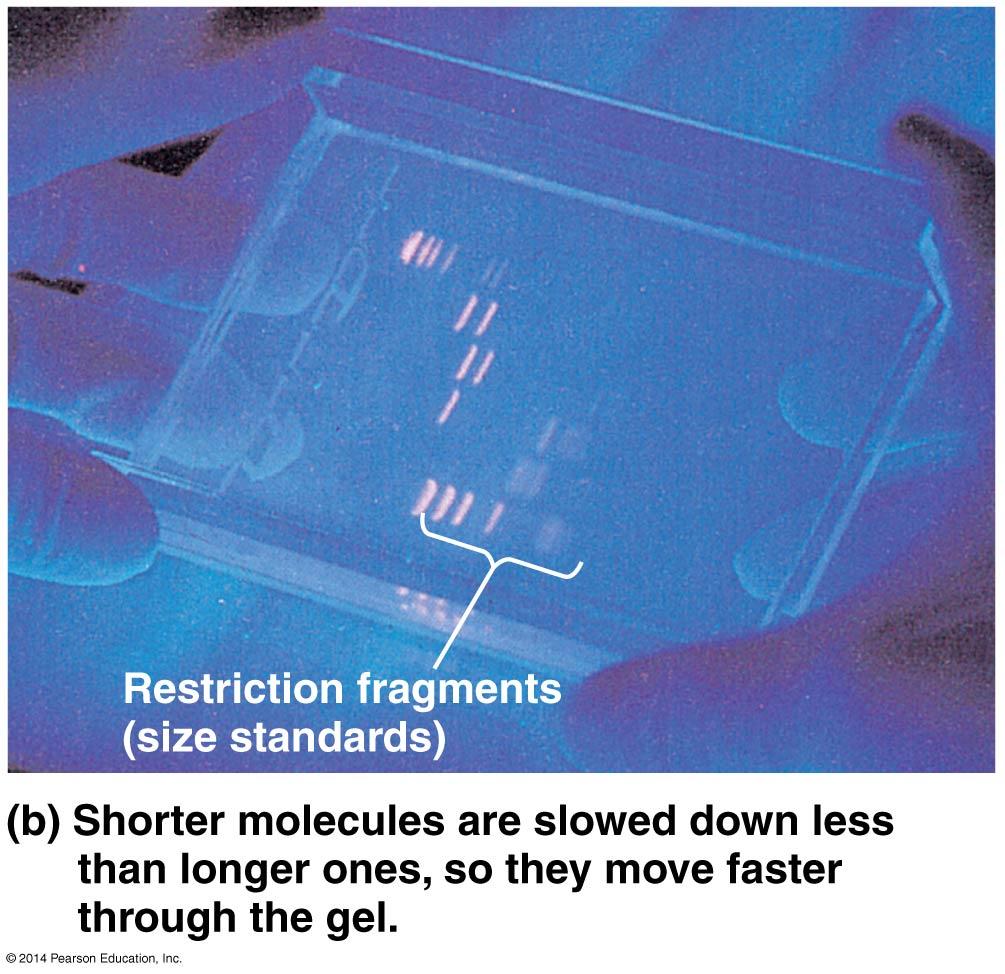 Restriction fragments
(size standards)
(b) Shorter molecules are slowed down less
than longer ones, so they move faster
through the gel.
© 2014 Pearson Education, Inc.